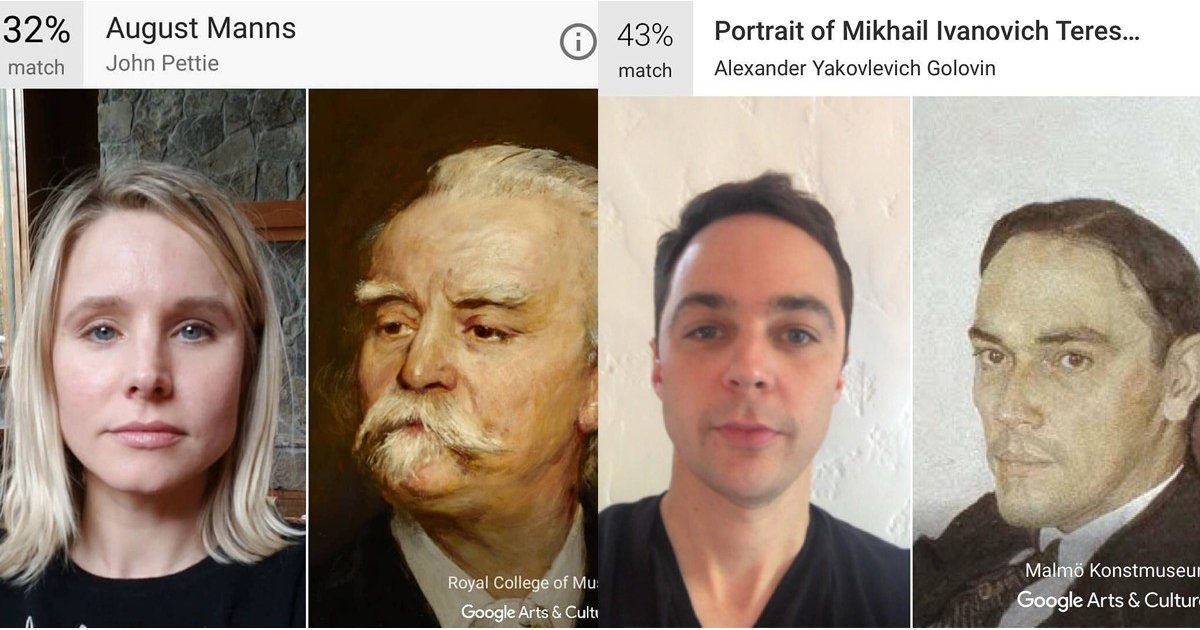 32%
match
August Manns
John Pettie
Royal College of Mus
Google Arts & Cultu
43%
match
Portrait of Mikhail Ivanovich Teres...
Alexander Yakovlevich Golovin
Malmö Konstmuseum
Google Arts & Culture